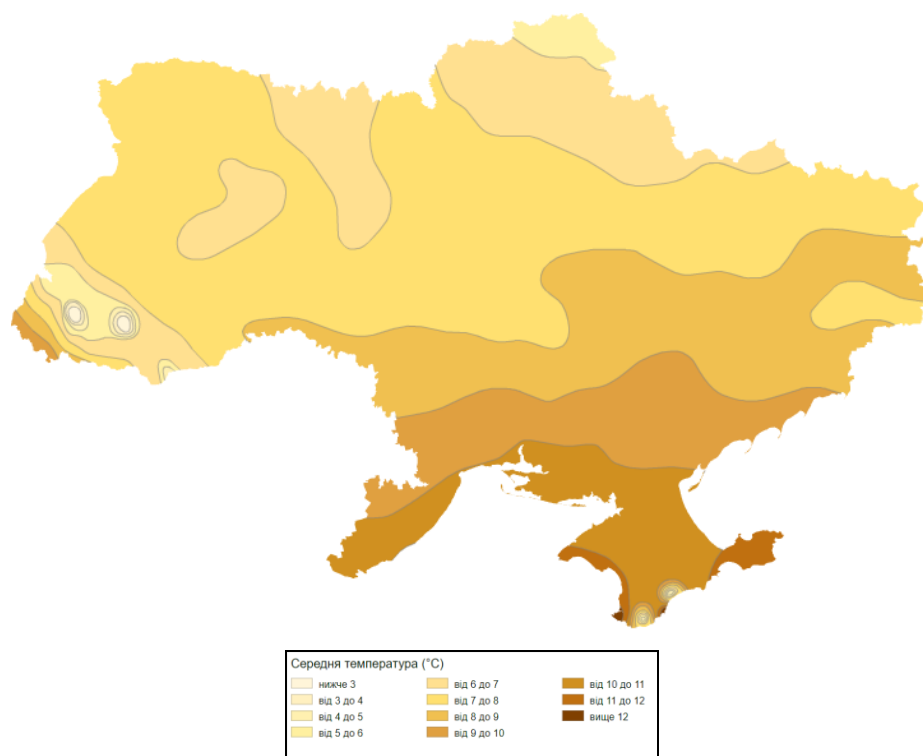 Середня температура (°C)
нижче 3
від 3 до 4
від 4 до 5
від 5 до 6
від 6 до 7
від 7 до 8
від 8 до 9
від 9 до 10
від 10 до 11
від 11 до 12
вище 12